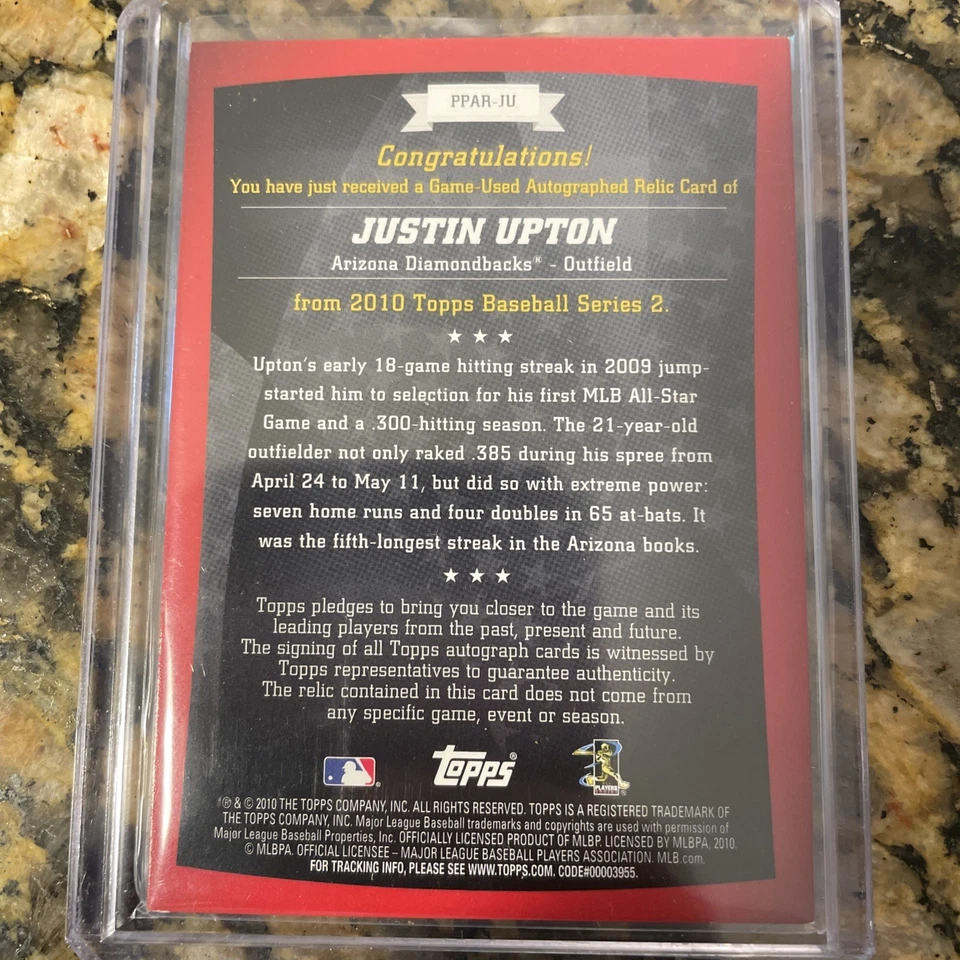 PPAR-JU
Congratulations!
You have just received a Game-Used Autographed Relic Card of
JUSTIN UPTON
Arizona Diamondbacks® - Outfield
from 2010 Topps Baseball Series 2.
★ ★ ★
Upton's early 18-game hitting streak in 2009 jump-
started him to selection for his first MLB All-Star
Game and a .300-hitting season. The 21-year-old
outfielder not only raked .385 during his spree from
April 24 to May 11, but did so with extreme power:
seven home runs and four doubles in 65 at-bats. It
was the fifth-longest streak in the Arizona books.
★ ★ ★
Topps pledges to bring you closer to the game and its
leading players from the past, present and future.
The signing of all Topps autograph cards is witnessed by
Topps representatives to guarantee authenticity.
The relic contained in this card does not come from
any specific game, event or season.
topps®
PLAYERS
® & © 2010 THE TOPPS COMPANY, INC. ALL RIGHTS RESERVED. TOPPS IS A REGISTERED TRADEMARK OF
THE TOPPS COMPANY, INC. Major League Baseball trademarks and copyrights are used with permission of
Major League Baseball Properties, Inc. OFFICIALLY LICENSED PRODUCT OF MLBP. LICENSED BY MLBPA, 2010.
© MLBPA. OFFICIAL LICENSEE – MAJOR LEAGUE BASEBALL PLAYERS ASSOCIATION. MLB.com.
FOR TRACKING INFO, PLEASE SEE WWW.TOPPS.COM. CODE#00003955.